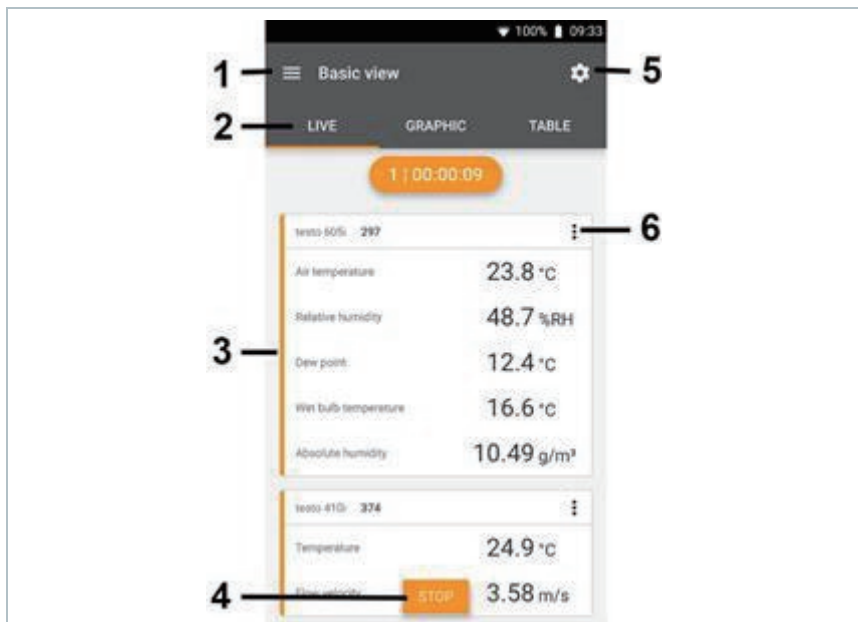 100% 09:33
1 Basic view 5
2 LIVE GRAPHIC TABLE
1 | 00:00:09
testo 605i 297 6
Air temperature 23.8 °C
Relative humidity 48.7 %RH
3 Dew point 12.4 °C
Wet bulb temperature 16.6 °C
Absolute humidity 10.49 g/m³
testo 410i 374
Temperature 24.9 °C
4 Flow velocity STOP 3.58 m/s